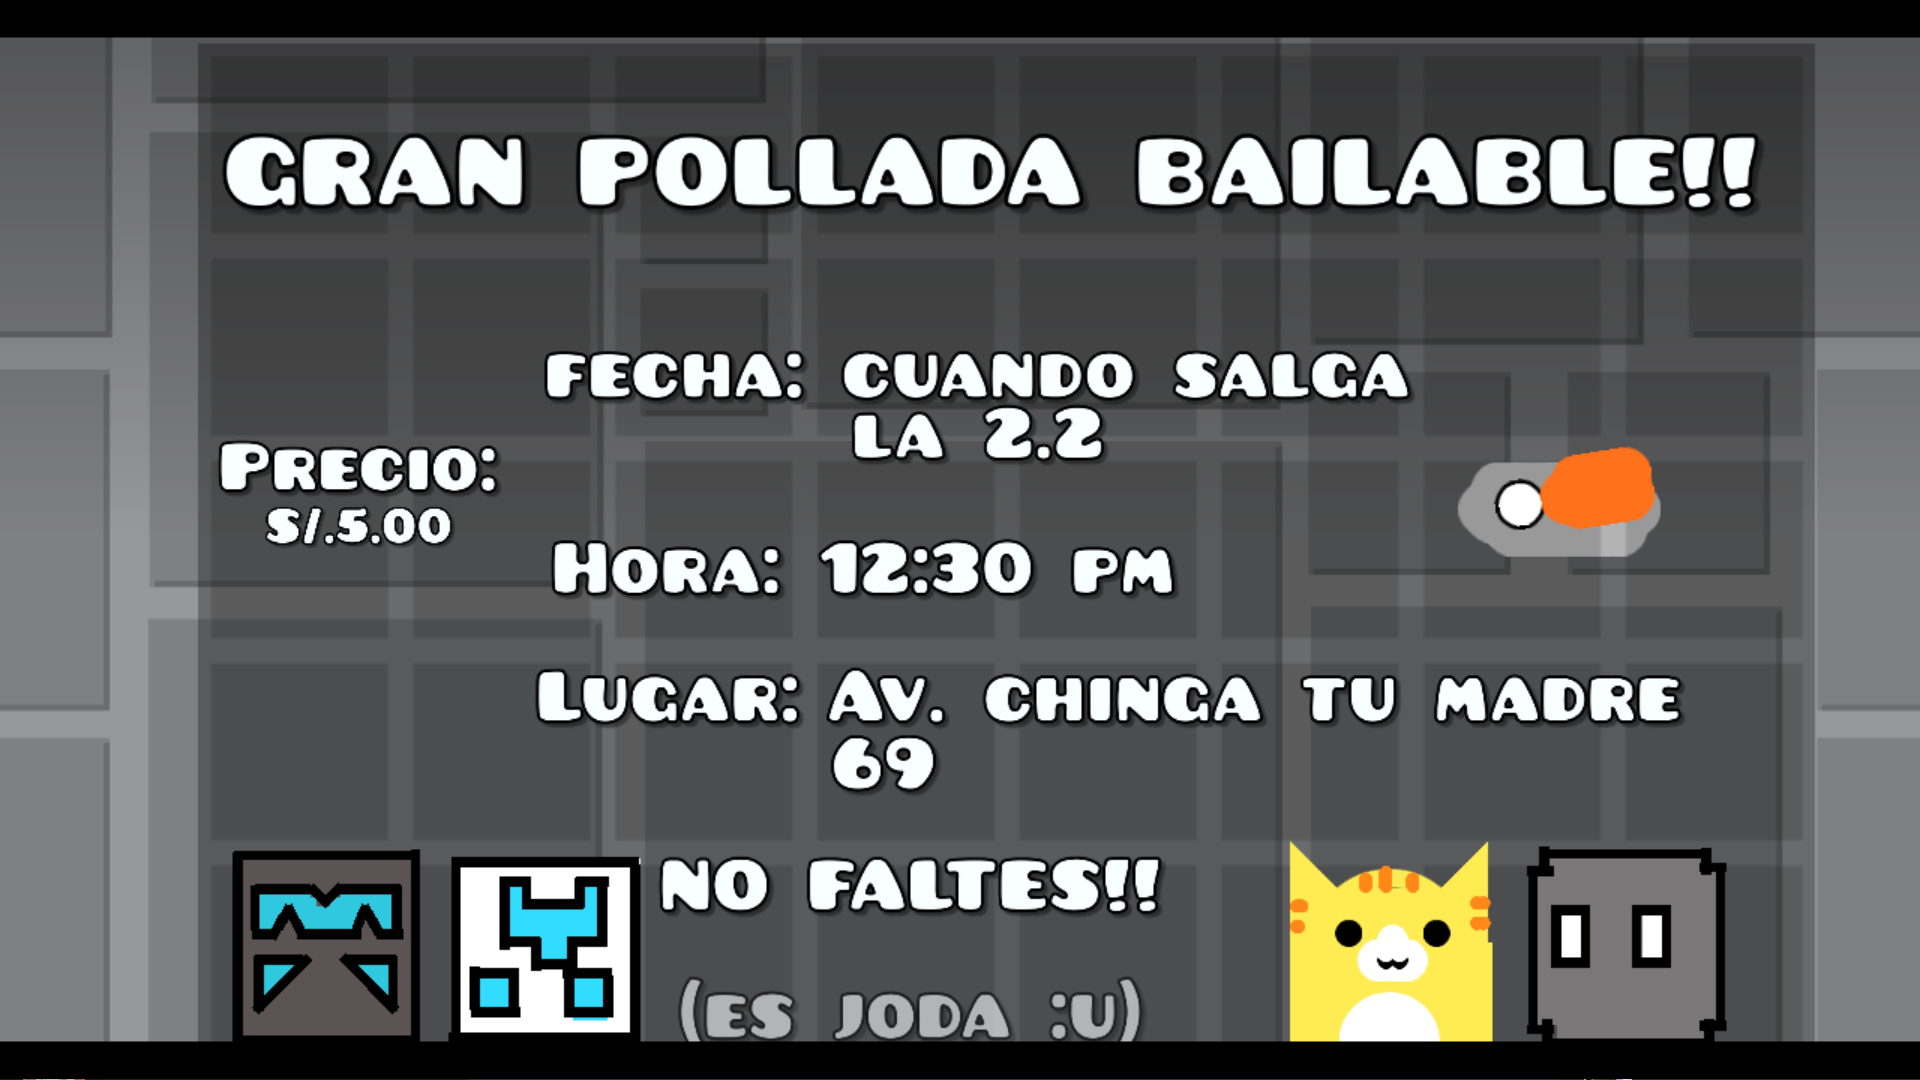 GRAN POLLADA BAILABLE!!
FECHA: CUANDO SALGA
LA 2.2
PRECIO:
S/.5.00
HORA: 12:30 PM
LUGAR: AV. CHINGA TU MADRE
69
NO FALTES!!
(ES JODA :U)